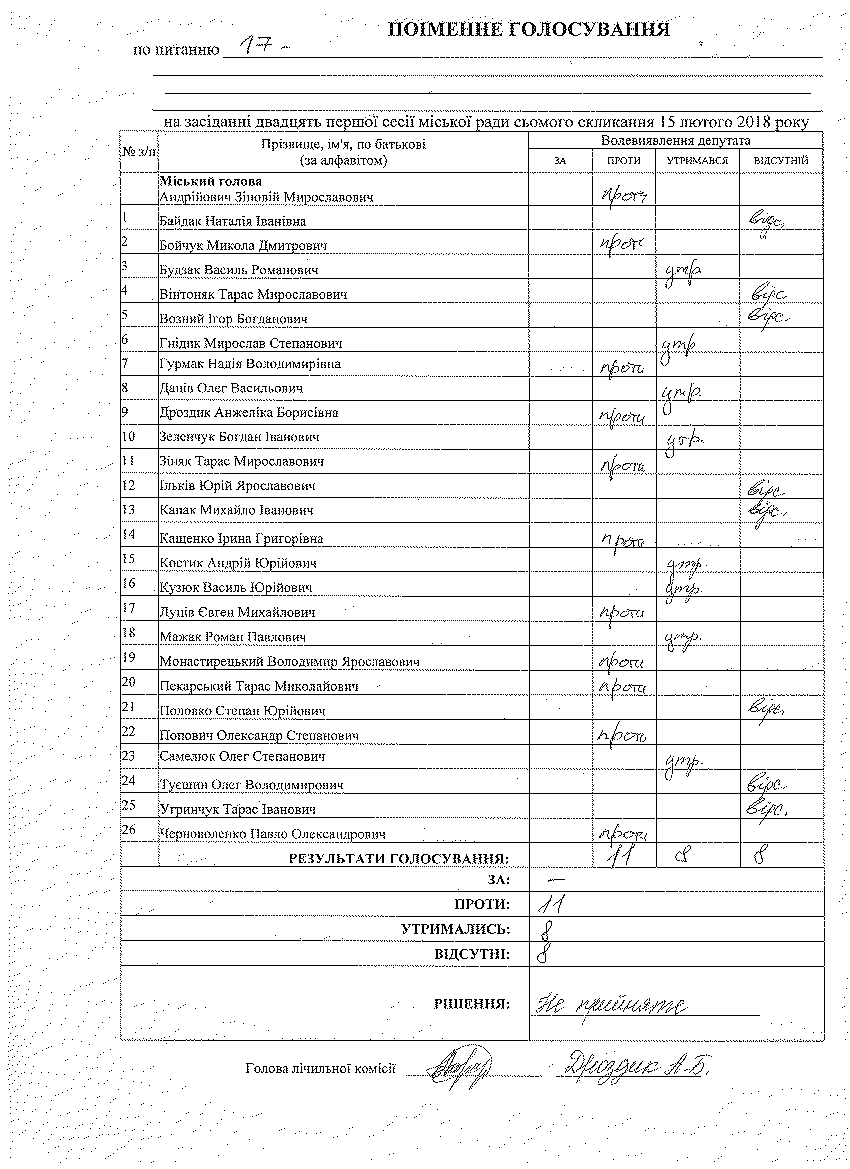 ПОІМЕННЕ ГОЛОСУВАННЯ
по питанню 17 -
на засіданні двадцять першої сесії міської ради сьомого скликання 15 лютого 2018 року
№ з/п Прізвище, ім'я, по батькові (за алфавітом) Волевиявлення депутата
ЗА ПРОТИ УТРИМАВСЯ ВІДСУТНІЙ
Міський голова
Андрійович Зіновій Мирославович проти
1 Байдак Наталія Іванівна відс.
2 Бойчук Микола Дмитрович проти
3 Будзак Василь Романович утр
4 Вінтоняк Тарас Мирославович відс
5 Возний Ігор Богданович відс.
6 Гнідик Мирослав Степанович утр
7 Гурмак Надія Володимирівна проти
8 Данів Олег Васильович утр.
9 Дроздик Анжеліка Борисівна проти
10 Зеленчук Богдан Іванович утр.
11 Зіняк Тарас Мирославович проти
12 Ільків Юрій Ярославович відс
13 Капак Михайло Іванович відс.
14 Кащенко Ірина Григорівна проти
15 Костик Андрій Юрійович утр.
16 Кузюк Василь Юрійович утр.
17 Луців Євген Михайлович проти
18 Мажак Роман Павлович утр.
19 Монастирецький Володимир Ярославович проти
20 Пекарський Тарас Миколайович проти
21 Половко Степан Юрійович відс.
22 Попович Олександр Степанович проти
23 Самелюк Олег Степанович утр.
24 Туєшин Олег Володимирович відс
25 Угринчук Тарас Іванович відс.
26 Черноволенко Павло Олександрович проти
РЕЗУЛЬТАТИ ГОЛОСУВАННЯ: 11 8 8
ЗА: —
ПРОТИ: 11
УТРИМАЛИСЬ: 8
ВІДСУТНІ: 8
РІШЕННЯ: Не прийняте
Голова лічильної комісії Дроздик А.Б.